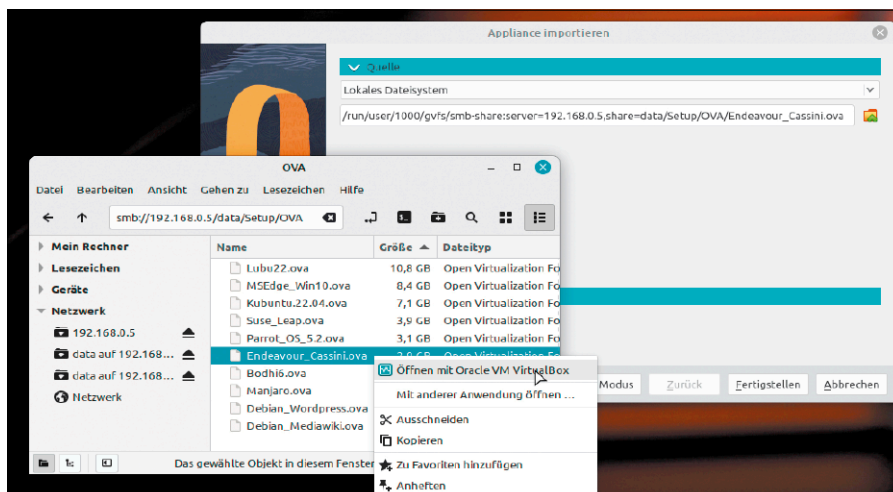 Appliance importieren
Quelle
Lokales Dateisystem
/run/user/1000/gvfs/smb-share:server=192.168.0.5,share=data/Setup/OVA/Endeavour_Cassini.ova
OVA
Datei Bearbeiten Ansicht Gehen zu Lesezeichen Hilfe
smb://192.168.0.5/data/Setup/OVA
Mein Rechner
Lesezeichen
Geräte
Netzwerk
192.168.0.5
data auf 192.168...
data auf 192.168...
Netzwerk
Name Größe Dateityp
Lubu22.ova 10,8 GB Open Virtualization Fo
MSEdge_Win10.ova 8,4 GB Open Virtualization Fo
Kubuntu.22.04.ova 7,1 GB Open Virtualization Fo
Suse_Leap.ova 3,9 GB Open Virtualization Fo
Parrot_OS_5.2.ova 3,1 GB Open Virtualization Fo
Endeavour_Cassini.ova
Bodhi6.ova
Manjaro.ova
Debian_Wordpress.ova
Debian_Mediawiki.ova
Das gewählte Objekt in diesem Fenster
Öffnen mit Oracle VM VirtualBox
Mit anderer Anwendung öffnen ...
Ausschneiden
Kopieren
Zu Favoriten hinzufügen
Anheften
Modus Zurück Fertigstellen Abbrechen